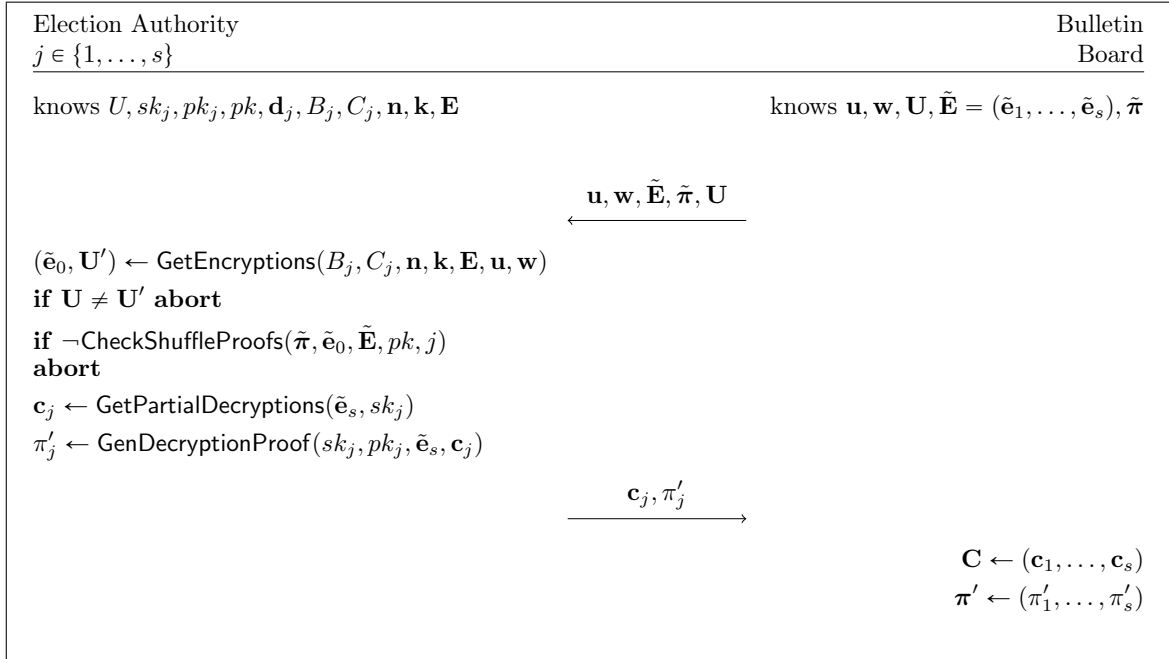 Election Authority Bulletin
j ∈ {1, . . . , s} Board
knows U, sk_j, pk_j, pk, d_j, B_j, C_j, n, k, E knows u, w, U, Ẽ = (ẽ_1, . . . , ẽ_s), π̃
u, w, Ẽ, π̃, U
(ẽ_0, U′) ← GetEncryptions(B_j, C_j, n, k, E, u, w)
if U ≠ U′ abort
if ¬CheckShuffleProofs(π̃, ẽ_0, Ẽ, pk, j)
abort
c_j ← GetPartialDecryptions(ẽ_s, sk_j)
π′_j ← GenDecryptionProof(sk_j, pk_j, ẽ_s, c_j)
c_j, π′_j
C ← (c_1, . . . , c_s)
π′ ← (π′_1, . . . , π′_s)